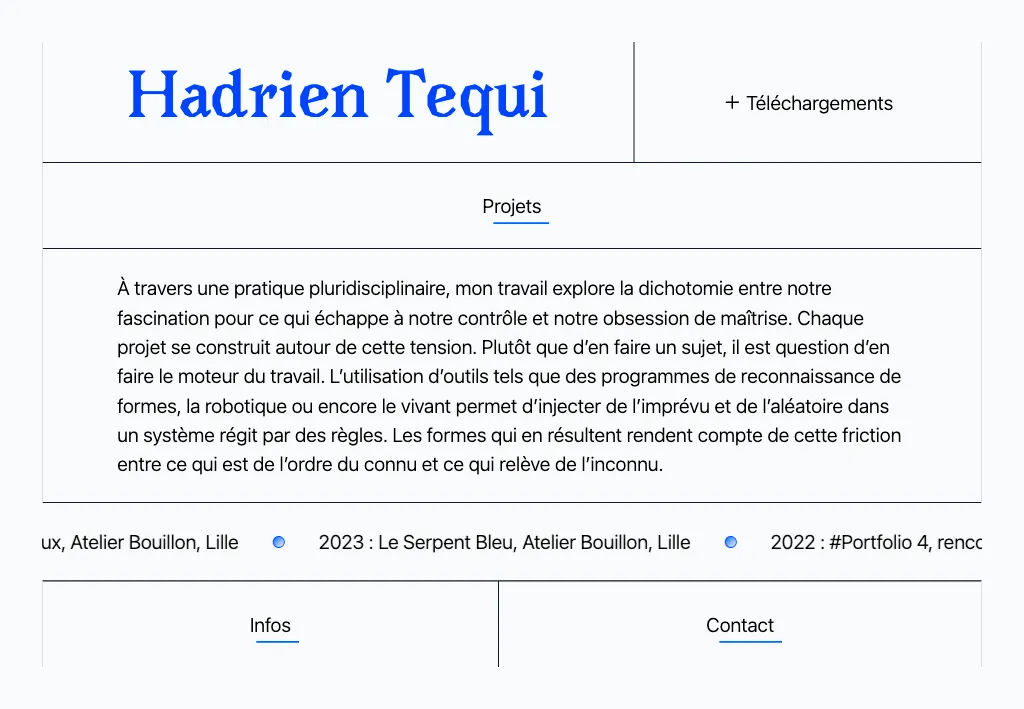 Hadrien Tequi
+ Téléchargements
Projets
À travers une pratique pluridisciplinaire, mon travail explore la dichotomie entre notre
fascination pour ce qui échappe à notre contrôle et notre obsession de maîtrise. Chaque
projet se construit autour de cette tension. Plutôt que d’en faire un sujet, il est question d’en
faire le moteur du travail. L’utilisation d’outils tels que des programmes de reconnaissance de
formes, la robotique ou encore le vivant permet d’injecter de l’imprévu et de l’aléatoire dans
un système régit par des règles. Les formes qui en résultent rendent compte de cette friction
entre ce qui est de l’ordre du connu et ce qui relève de l’inconnu.
ux, Atelier Bouillon, Lille 2023 : Le Serpent Bleu, Atelier Bouillon, Lille 2022 : #Portfolio 4, renc
Infos Contact